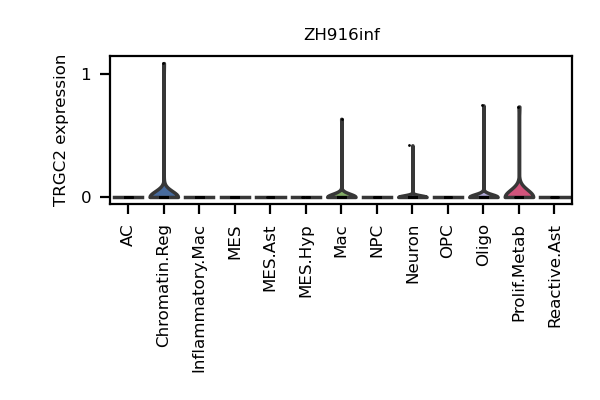 ZH916inf
TRGC2 expression
1
0
AC
Chromatin.Reg
Inflammatory.Mac
MES
MES.Ast
MES.Hyp
Mac
NPC
Neuron
OPC
Oligo
Prolif.Metab
Reactive.Ast